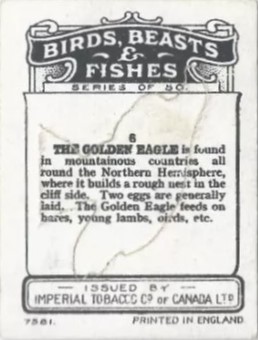 BIRDS, BEASTS
&
FISHES
SERIES OF 50.
6
THE GOLDEN EAGLE is found
in mountainous countries all
round the Northern Hemisphere,
where it builds a rough nest in the
cliff side. Two eggs are generally
laid. The Golden Eagle feeds on
hares, young lambs, birds, etc.
— ISSUED BY —
IMPERIAL TOBACCO Co OF CANADA LTD
7581. PRINTED IN ENGLAND